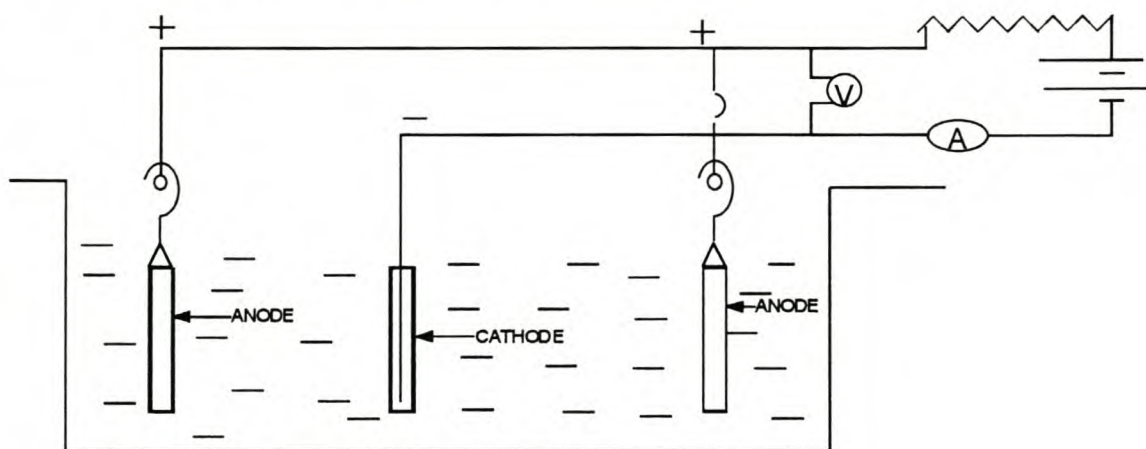 + +
V
−
A
ANODE
ANODE
CATHODE